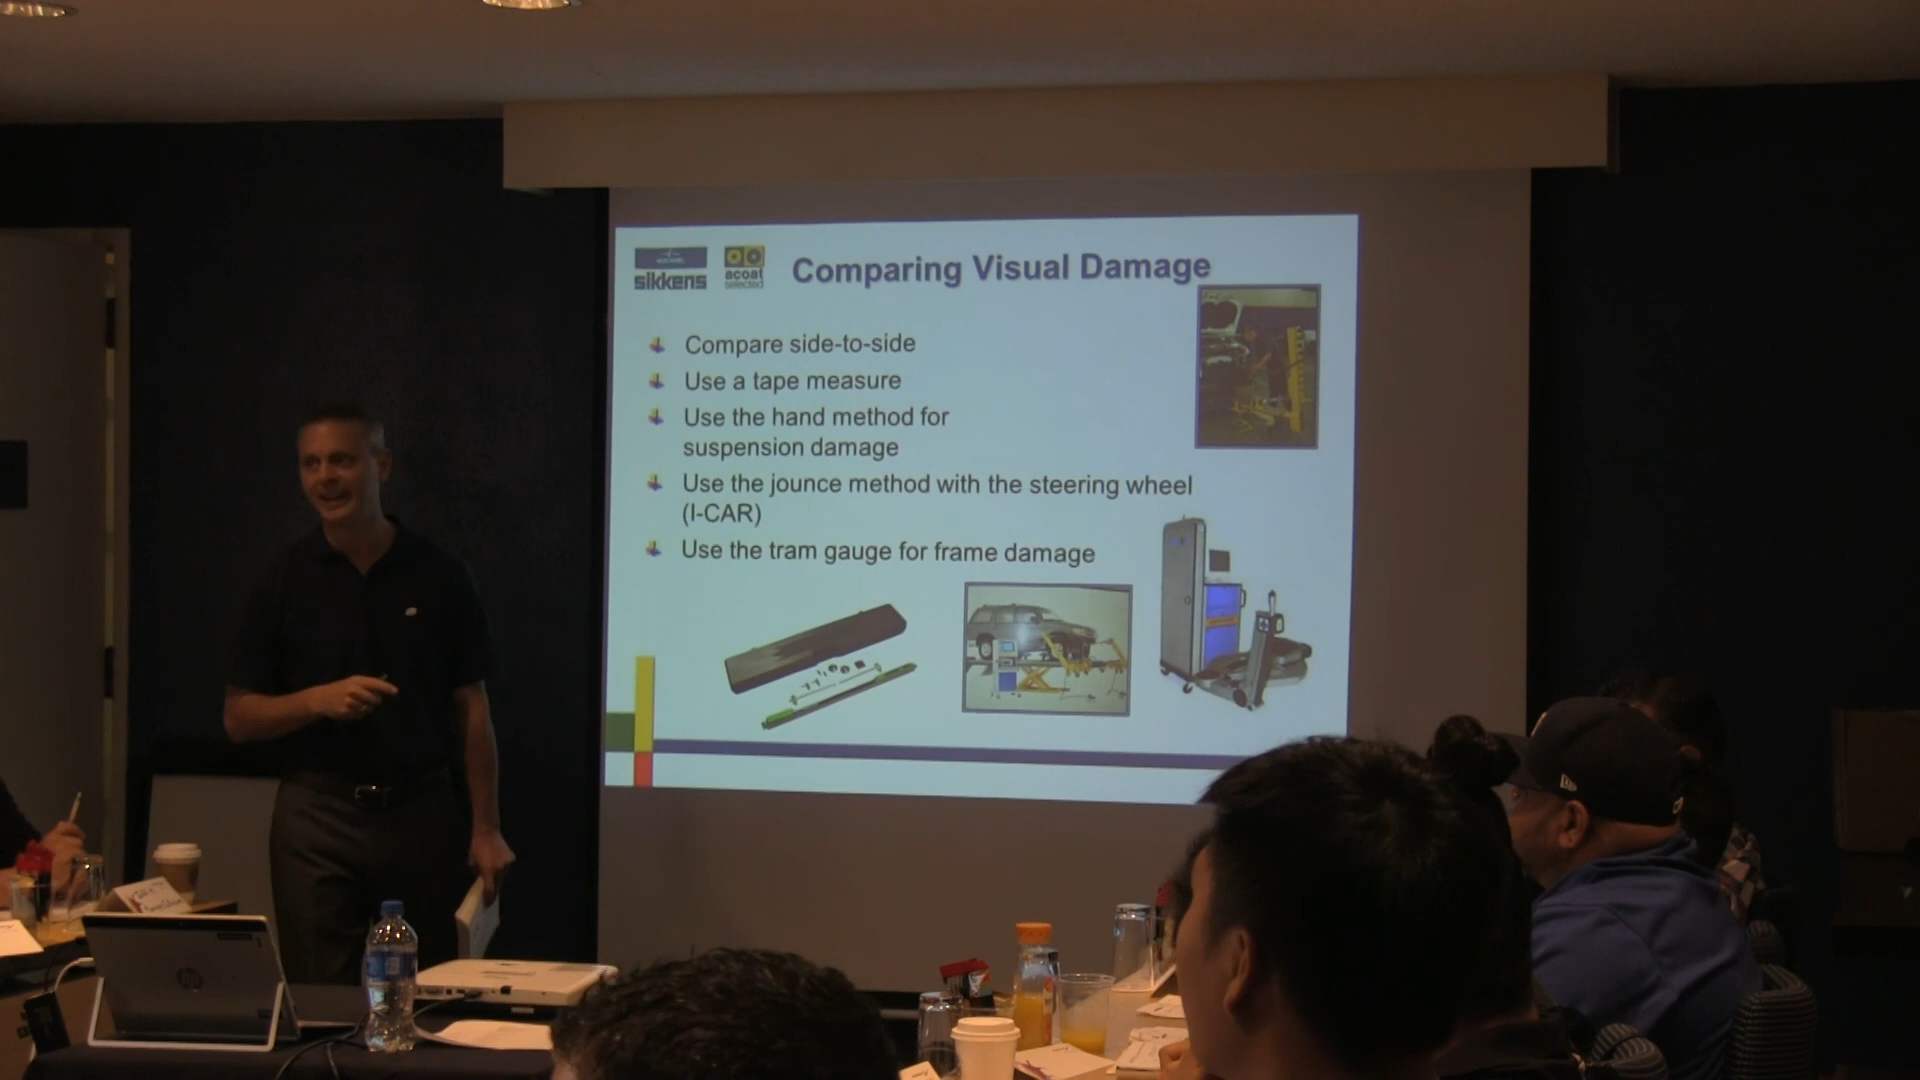 sikkens
acoat
selected
Comparing Visual Damage
Compare side-to-side
Use a tape measure
Use the hand method for
suspension damage
Use the jounce method with the steering wheel
(I-CAR)
Use the tram gauge for frame damage
hp